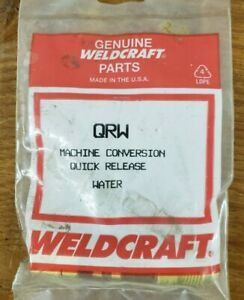 GENUINE
WELDCRAFT®
PARTS
MADE IN THE U.S.A.
4
LDPE
QRW
MACHINE CONVERSION
QUICK RELEASE
WATER
WELDCRAFT®